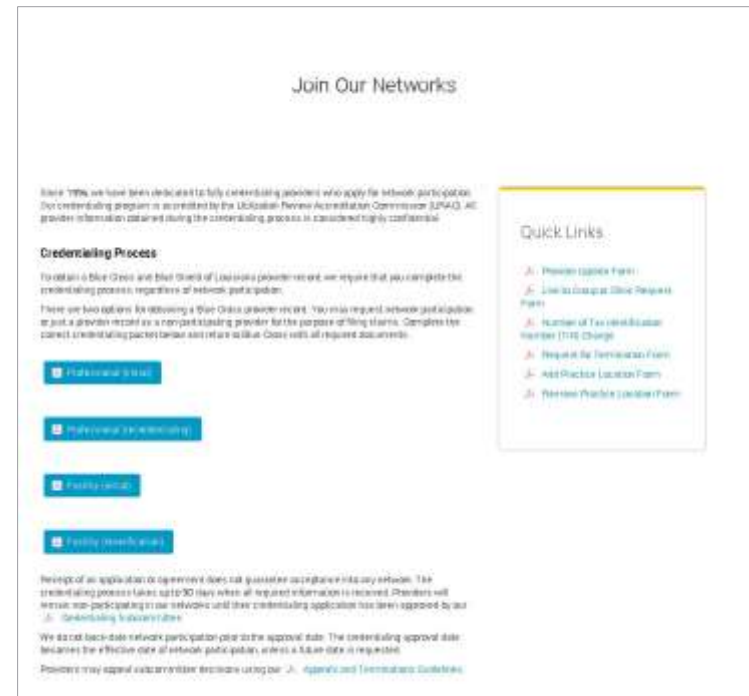 Join Our Networks
Since 1996, we have been dedicated to fully credentialing providers who apply for network participation.
Our credentialing program is accredited by the Utilization Review Accreditation Commission (URAC). All
provider information obtained during the credentialing process is considered highly confidential.
Credentialing Process
To obtain a Blue Cross and Blue Shield of Louisiana provider record, we require that you complete the
credentialing process, regardless of network participation.
There are two options for obtaining a Blue Cross provider record. You may request network participation
or just a provider record as a non-participating provider for the purpose of filing claims. Complete the
correct credentialing packet below and return to Blue Cross with all required documents.
Professional (initial)
Professional (recredentialing)
Facility (initial)
Facility (reverification)
Receipt of an application or agreement does not guarantee acceptance into any network. The
credentialing process takes up to 90 days when all required information is received. Providers will
remain non-participating in our networks until their credentialing application has been approved by our
Credentialing Subcommittee.
We do not back-date network participation prior to the approval date. The credentialing approval date
becomes the effective date of network participation, unless a future date is requested.
Providers may appeal subcommittee decisions using our Appeals and Terminations Guidelines.
Quick Links
Provider Update Form
Link to Group or Clinic Request
Form
Number of Tax Identification
Number (TIN) Change
Request for Termination Form
Add Practice Location Form
Remove Practice Location Form